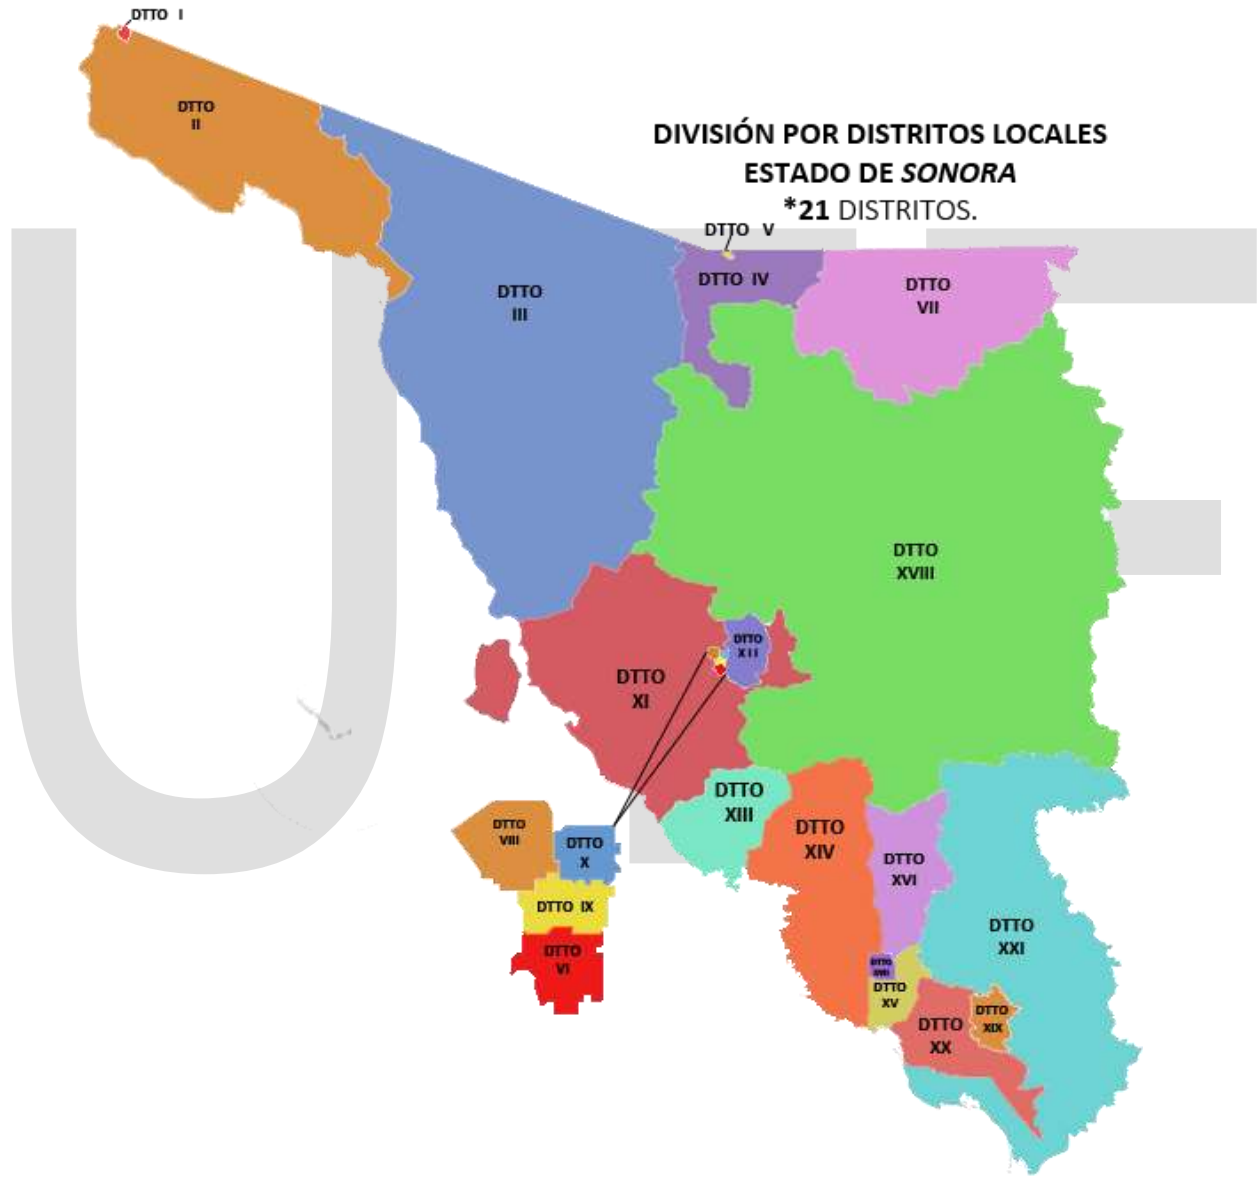 DTTO I
DTTO
II
DIVISIÓN POR DISTRITOS LOCALES
ESTADO DE SONORA
*21 DISTRITOS.
DTTO V
DTTO IV
DTTO
VII
DTTO
III
DTTO
XVIII
DTTO
XII
DTTO
XI
DTTO
XIII
DTTO
VIII
DTTO
X
DTTO
XIV
DTTO
XVI
DTTO IX
DTTO
XXI
DTTO
VI
DTTO
XVII
DTTO
XV
DTTO
XIX
DTTO
XX